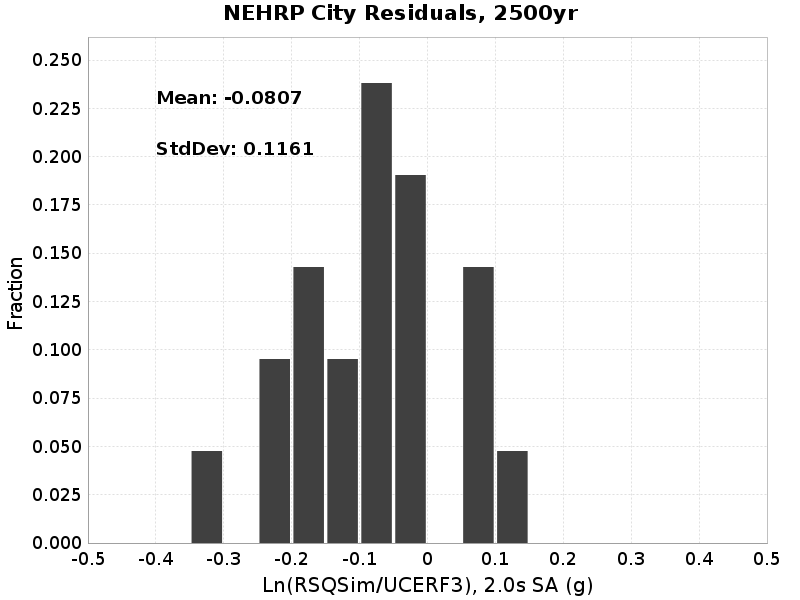 NEHRP City Residuals, 2500yr
0.250
Mean: -0.0807
0.225
StdDev: 0.1161
0.200
0.175
0.150
0.125
0.100
0.075
0.050
0.025
0.000
Fraction
-0.5 -0.4 -0.3 -0.2 -0.1 0 0.1 0.2 0.3 0.4 0.5
Ln(RSQSim/UCERF3), 2.0s SA (g)